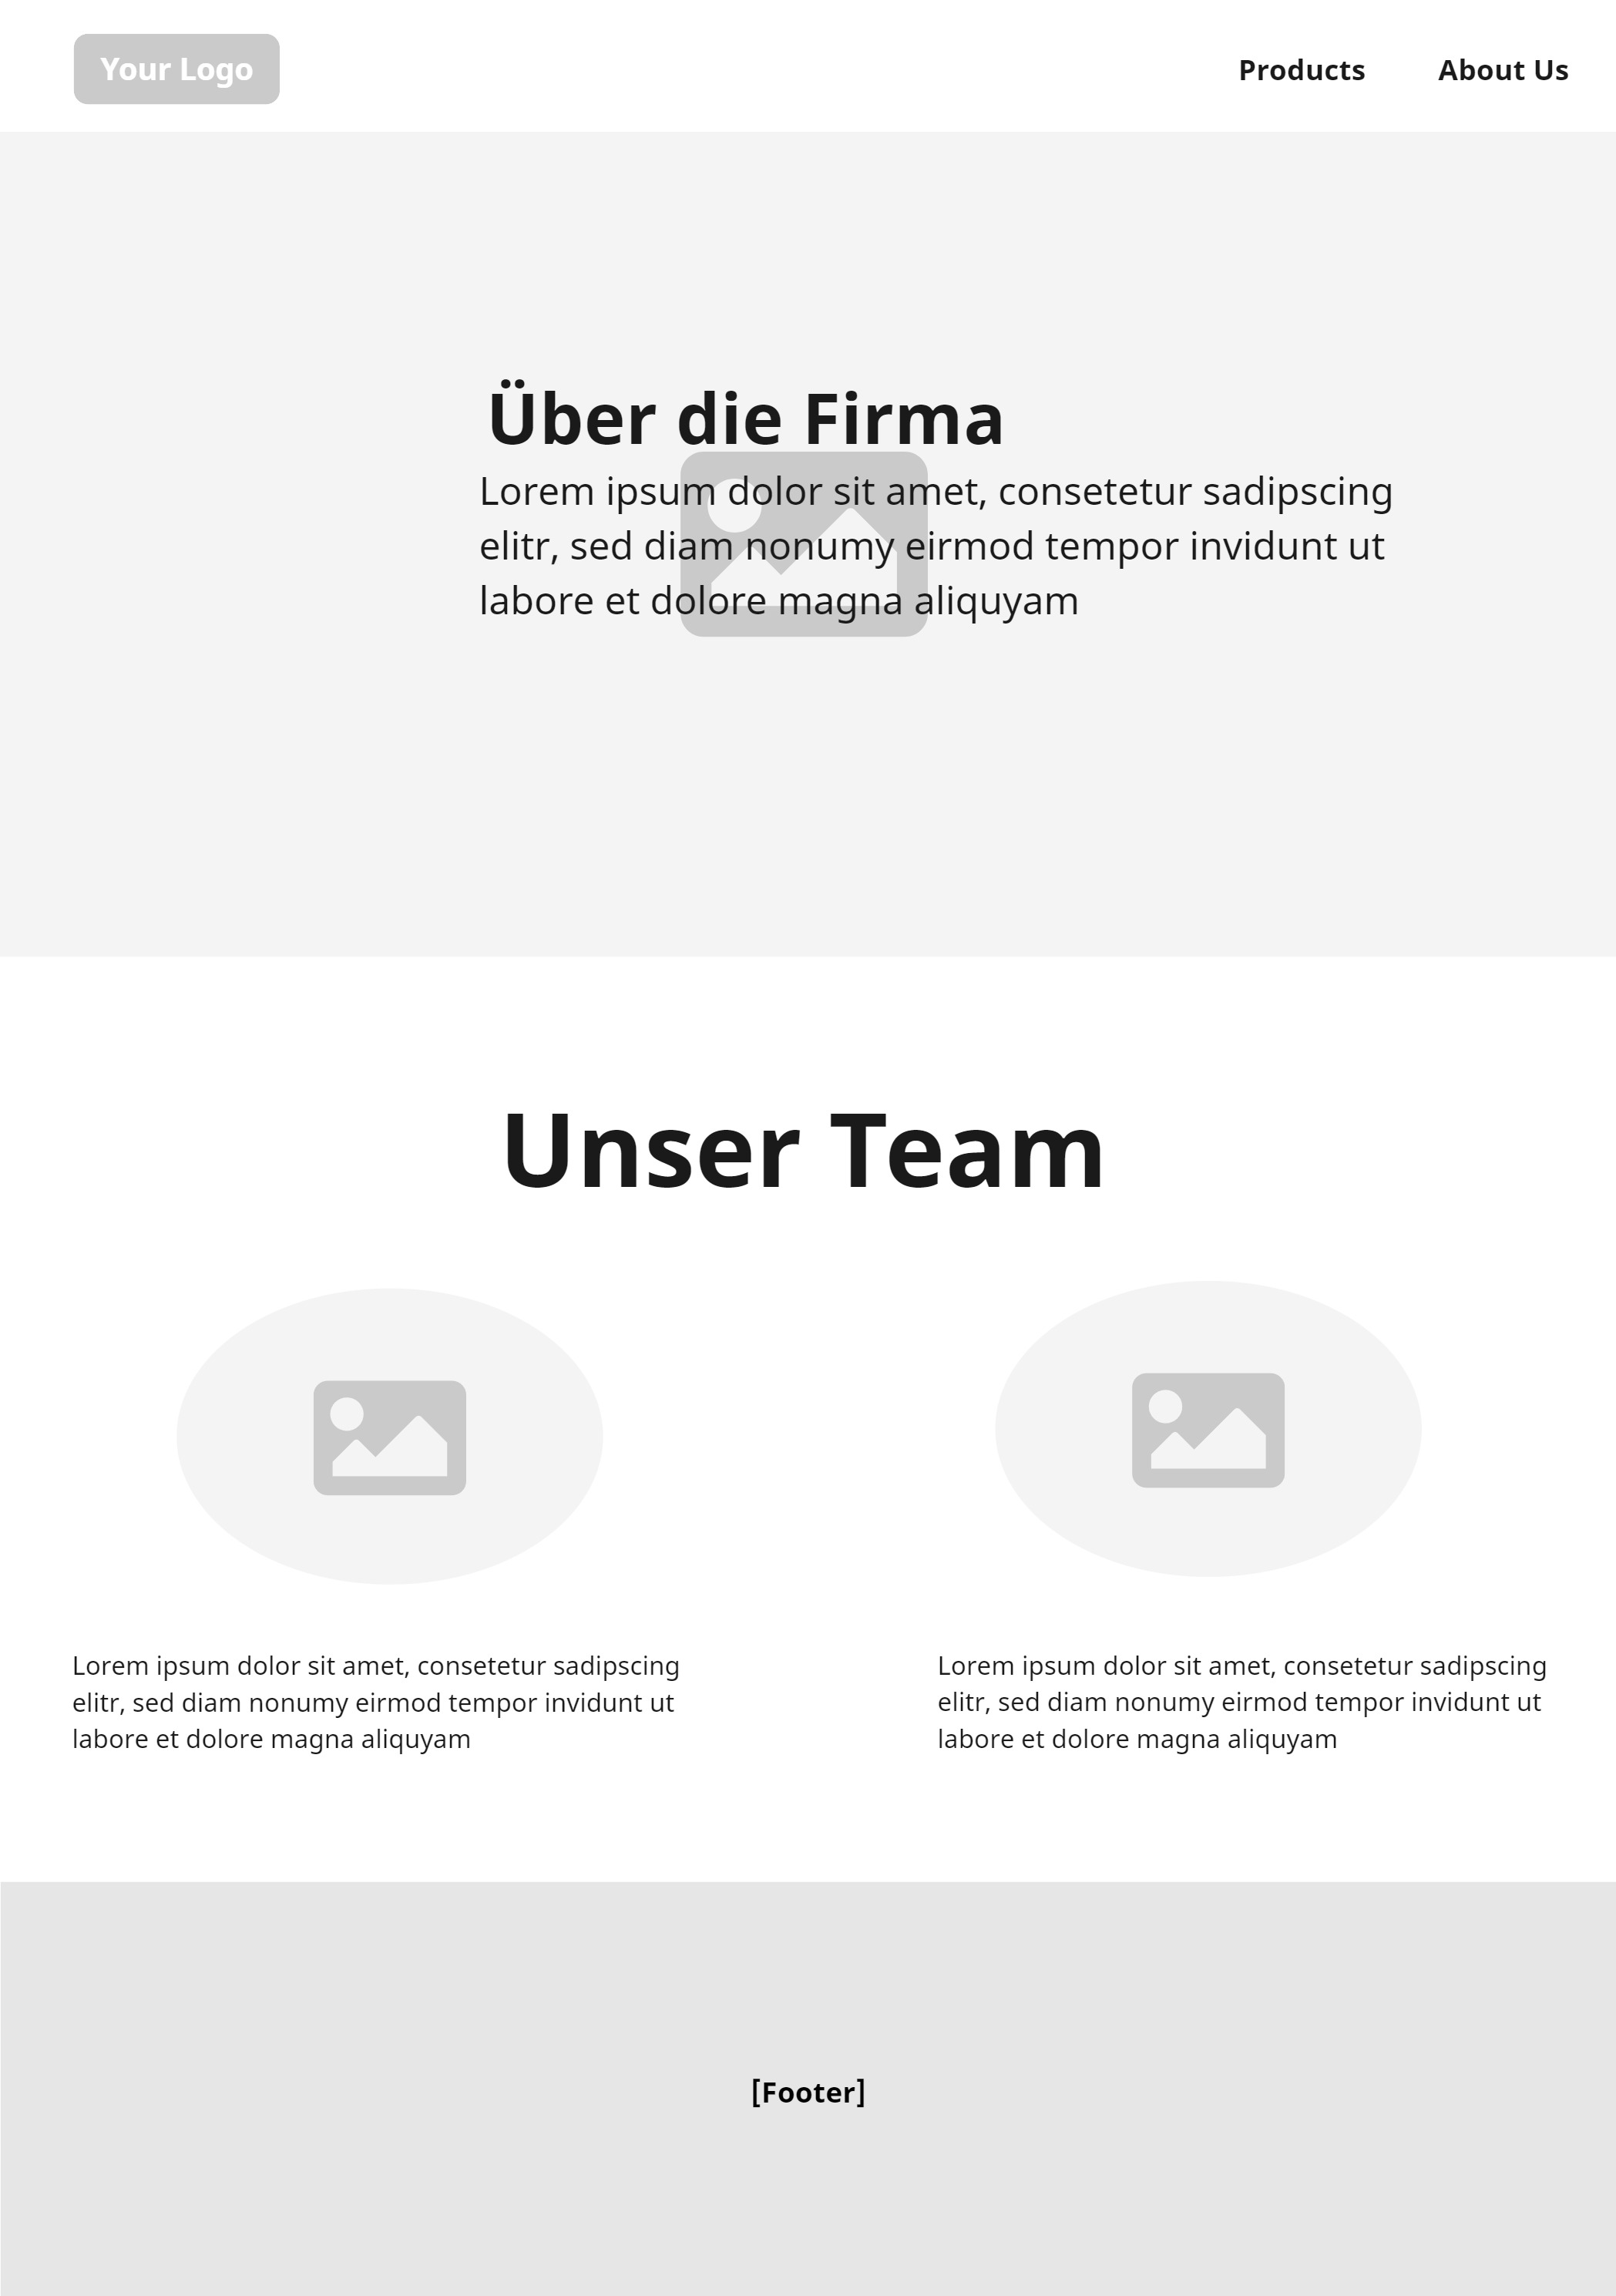 Your Logo
Products
About Us
Über die Firma
Lorem ipsum dolor sit amet, consetetur sadipscing
elitr, sed diam nonumy eirmod tempor invidunt ut
labore et dolore magna aliquyam
Unser Team
Lorem ipsum dolor sit amet, consetetur sadipscing
elitr, sed diam nonumy eirmod tempor invidunt ut
labore et dolore magna aliquyam
Lorem ipsum dolor sit amet, consetetur sadipscing
elitr, sed diam nonumy eirmod tempor invidunt ut
labore et dolore magna aliquyam
[Footer]